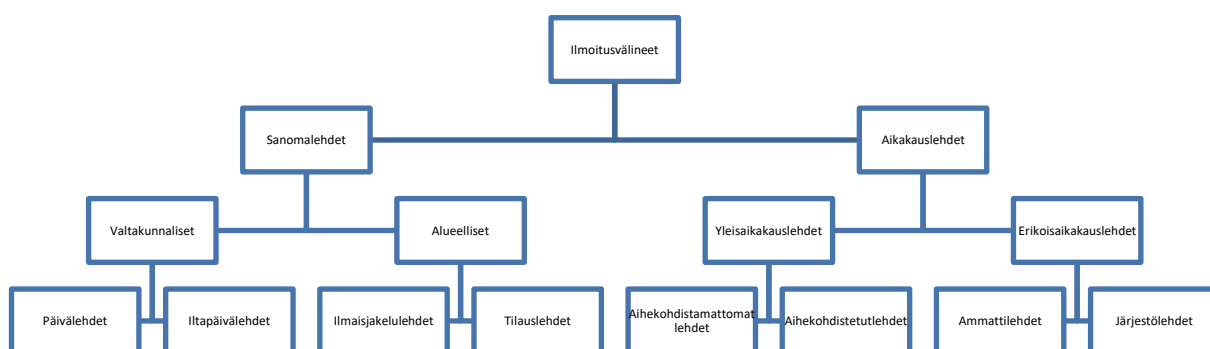 Ilmoitusvälineet
Sanomalehdet
Aikakauslehdet
Valtakunnaliset
Alueelliset
Yleisaikakauslehdet
Erikoisaikakauslehdet
Päivälehdet
Iltapäivälehdet
Ilmaisjakelulehdet
Tilauslehdet
Aihekohdistamattomat
lehdet
Aihekohdistetutlehdet
Ammattilehdet
Järjestölehdet